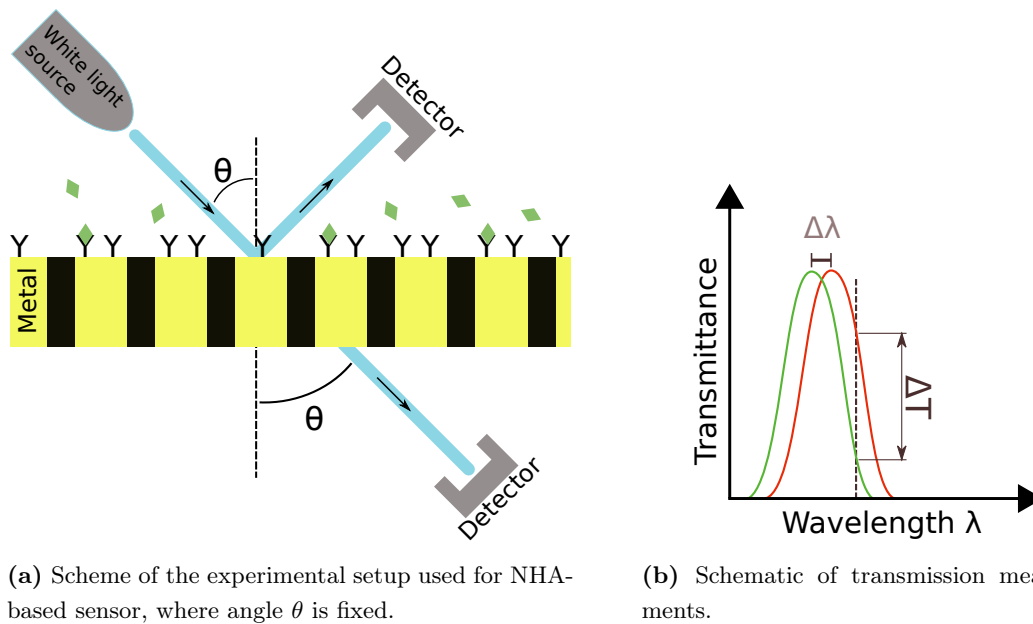 White light
source
Detector
θ
Y Y Y Y Y Y Y Y Y Y Y Y Y
Metal
θ
Detector
Δλ
Transmittance
ΔT
Wavelength λ
(a) Scheme of the experimental setup used for NHA-
based sensor, where angle θ is fixed.
(b) Schematic of transmission mea
ments.